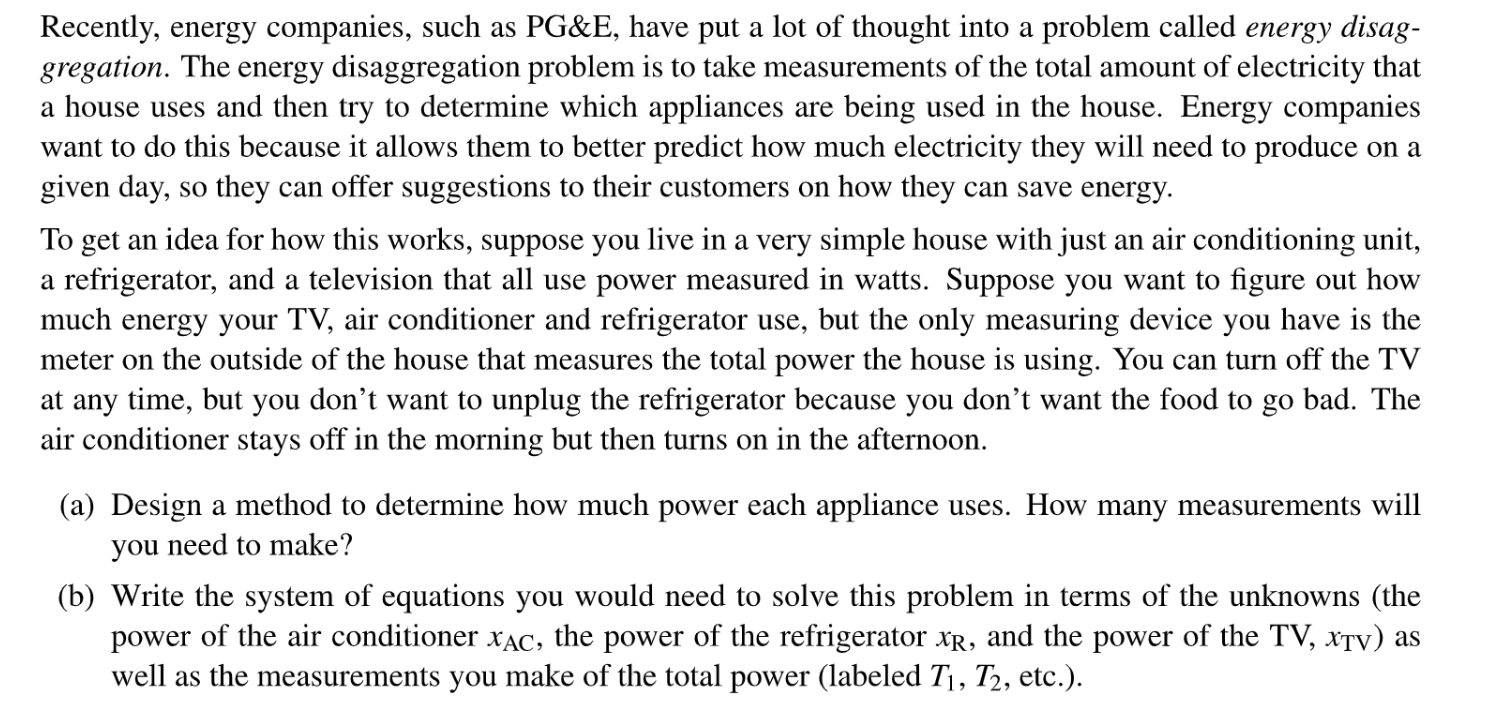 Recently, energy companies, such as PG&E, have put a lot of thought into a problem called energy disag-
gregation. The energy disaggregation problem is to take measurements of the total amount of electricity that
a house uses and then try to determine which appliances are being used in the house. Energy companies
want to do this because it allows them to better predict how much electricity they will need to produce on a
given day, so they can offer suggestions to their customers on how they can save energy.
To get an idea for how this works, suppose you live in a very simple house with just an air conditioning unit,
a refrigerator, and a television that all use power measured in watts. Suppose you want to figure out how
much energy your TV, air conditioner and refrigerator use, but the only measuring device you have is the
meter on the outside of the house that measures the total power the house is using. You can turn off the TV
at any time, but you don't want to unplug the refrigerator because you don't want the food to go bad. The
air conditioner stays off in the morning but then turns on in the afternoon.
(a) Design a method to determine how much power each appliance uses. How many measurements will
you need to make?
(b) Write the system of equations you would need to solve this problem in terms of the unknowns (the
power of the air conditioner x_AC, the power of the refrigerator x_R, and the power of the TV, x_TV) as
well as the measurements you make of the total power (labeled T_1, T_2, etc.).